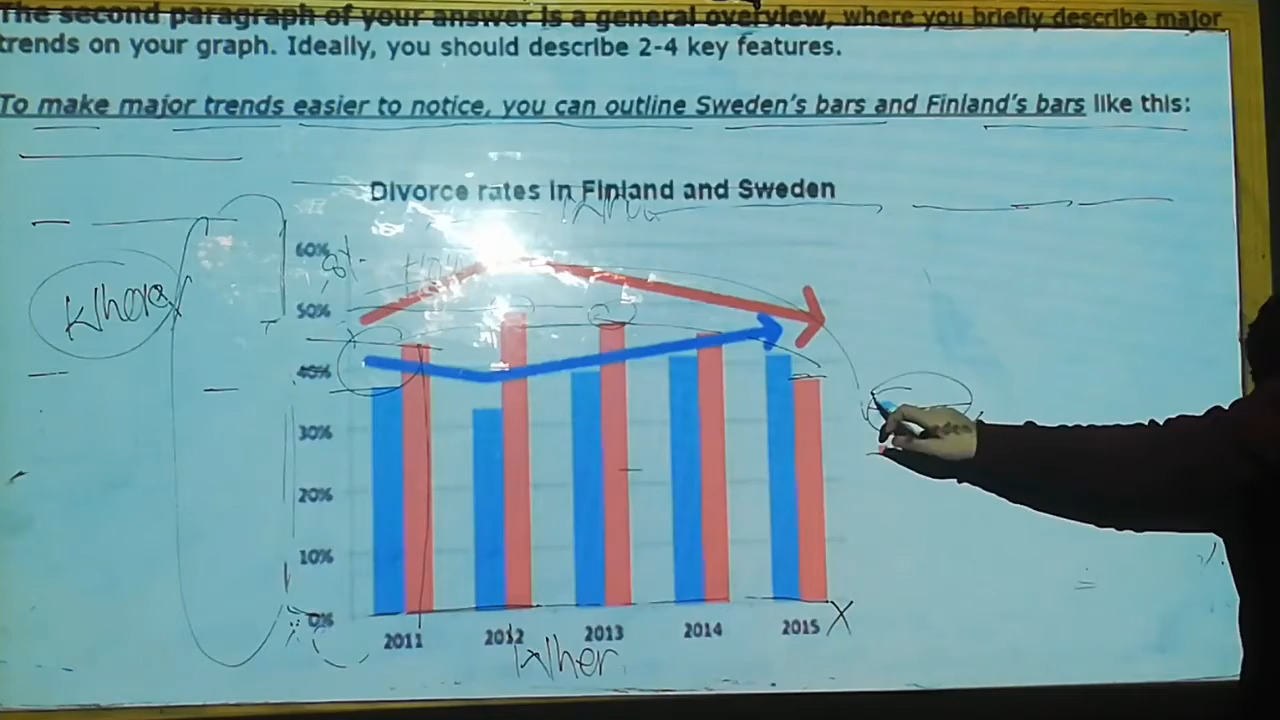 The second paragraph of your answer is a general overview, where you briefly describe major
trends on your graph. Ideally, you should describe 2-4 key features.
To make major trends easier to notice, you can outline Sweden's bars and Finland's bars like this:
Divorce rates in Finland and Sweden
60%
50%
40%
30%
20%
10%
0%
2011 2012 2013 2014 2015 X